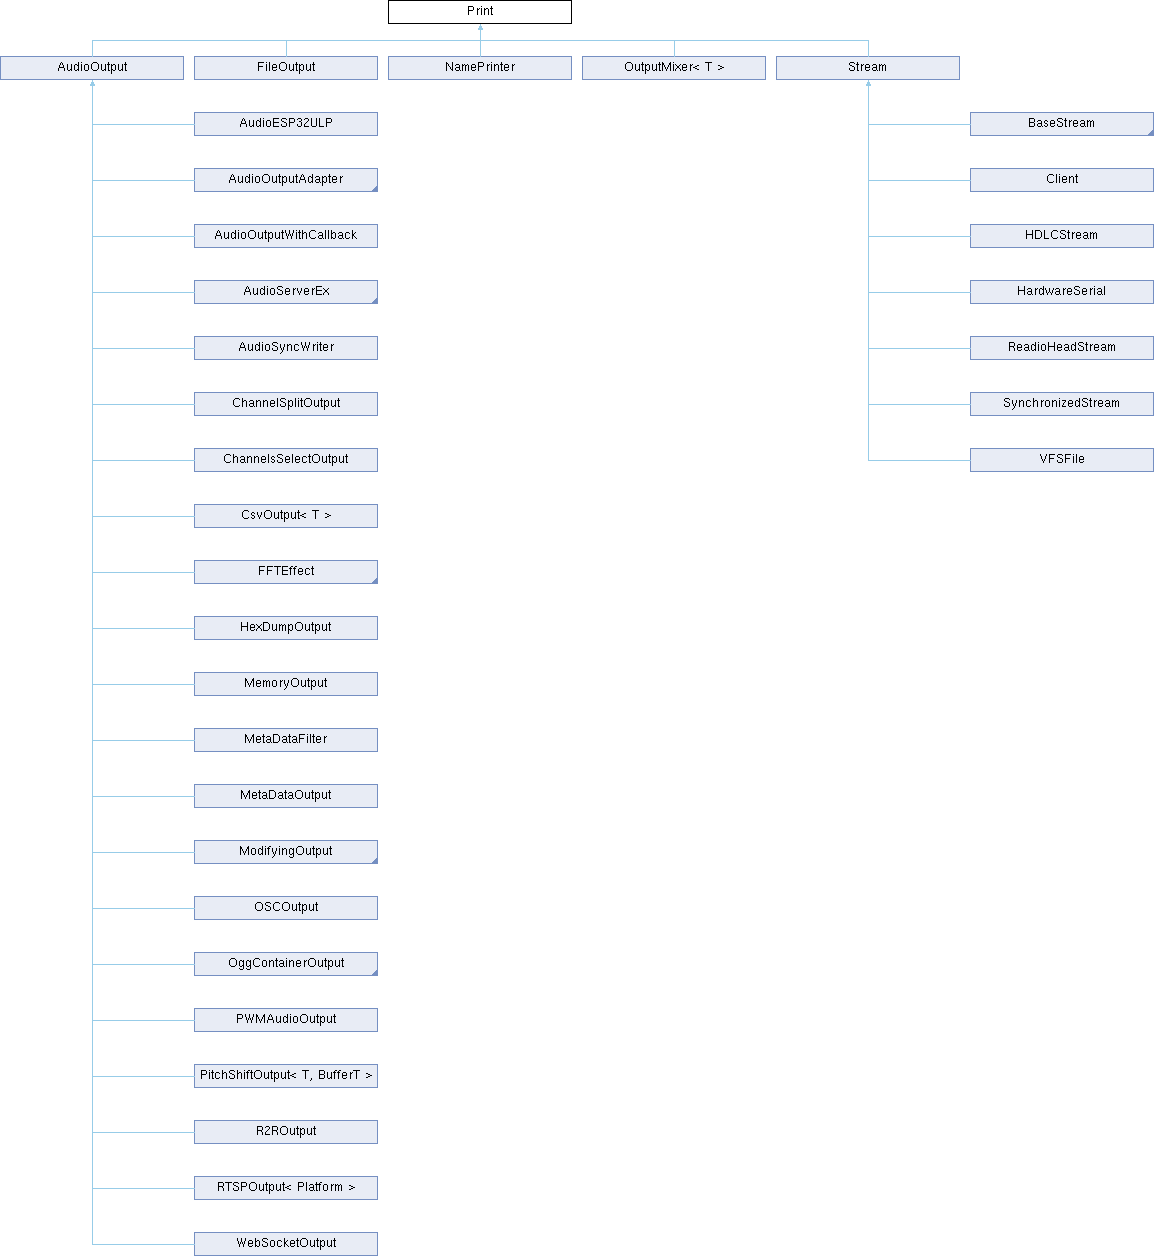 Print
AudioOutput
FileOutput
NamePrinter
OutputMixer< T >
Stream
AudioESP32ULP
BaseStream
AudioOutputAdapter
Client
AudioOutputWithCallback
HDLCStream
AudioServerEx
HardwareSerial
AudioSyncWriter
ReadioHeadStream
ChannelSplitOutput
SynchronizedStream
ChannelsSelectOutput
VFSFile
CsvOutput< T >
FFTEffect
HexDumpOutput
MemoryOutput
MetaDataFilter
MetaDataOutput
ModifyingOutput
OSCOutput
OggContainerOutput
PWMAudioOutput
PitchShiftOutput< T, BufferT >
R2ROutput
RTSPOutput< Platform >
WebSocketOutput